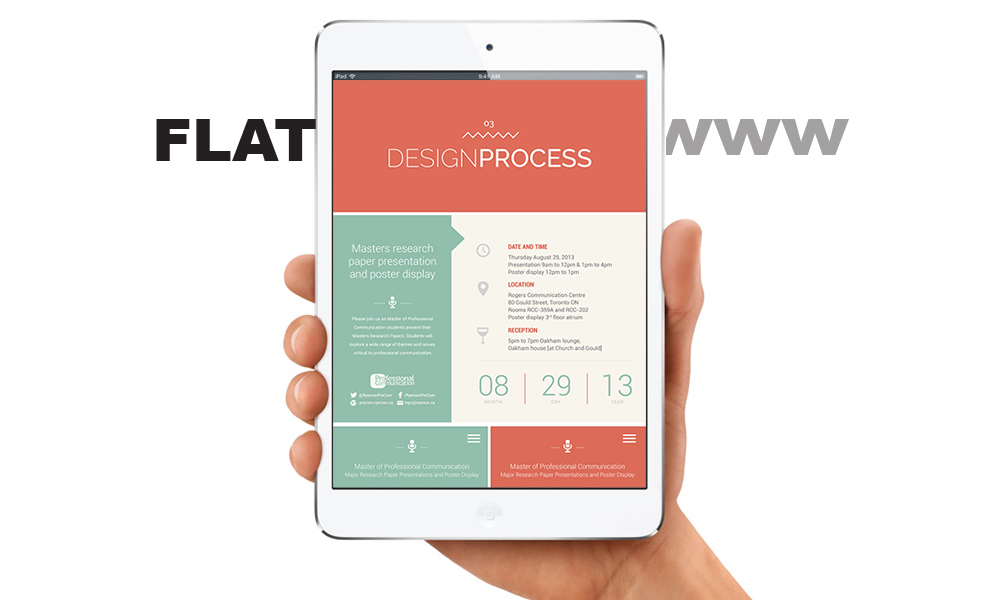 FLAT
WWW
iPad
9:41 AM
03
DESIGNPROCESS
Masters research
paper presentation
and poster display
Please join us as Master of Professional
Communication students present their
Masters Research Papers. Students will
explore a wide range of themes and issues
critical to professional communication.
Professional
Communication
@RyersonProCom
/RyersonProCom
procom.ryerson.ca
mpc@ryerson.ca
DATE AND TIME
Thursday August 29, 2013
Presentation 9am to 12pm & 1pm to 4pm
Poster display 12pm to 1pm
LOCATION
Rogers Communication Centre
80 Gould Street, Toronto ON
Rooms RCC-359A and RCC-202
Poster display 3rd floor atrium
RECEPTION
5pm to 7pm Oakham lounge,
Oakham house [at Church and Gould]
08 29 13
MONTH DAY YEAR
Master of Professional Communication
Major Research Paper Presentations and Poster Display
Master of Professional Communication
Major Research Paper Presentations and Poster Display